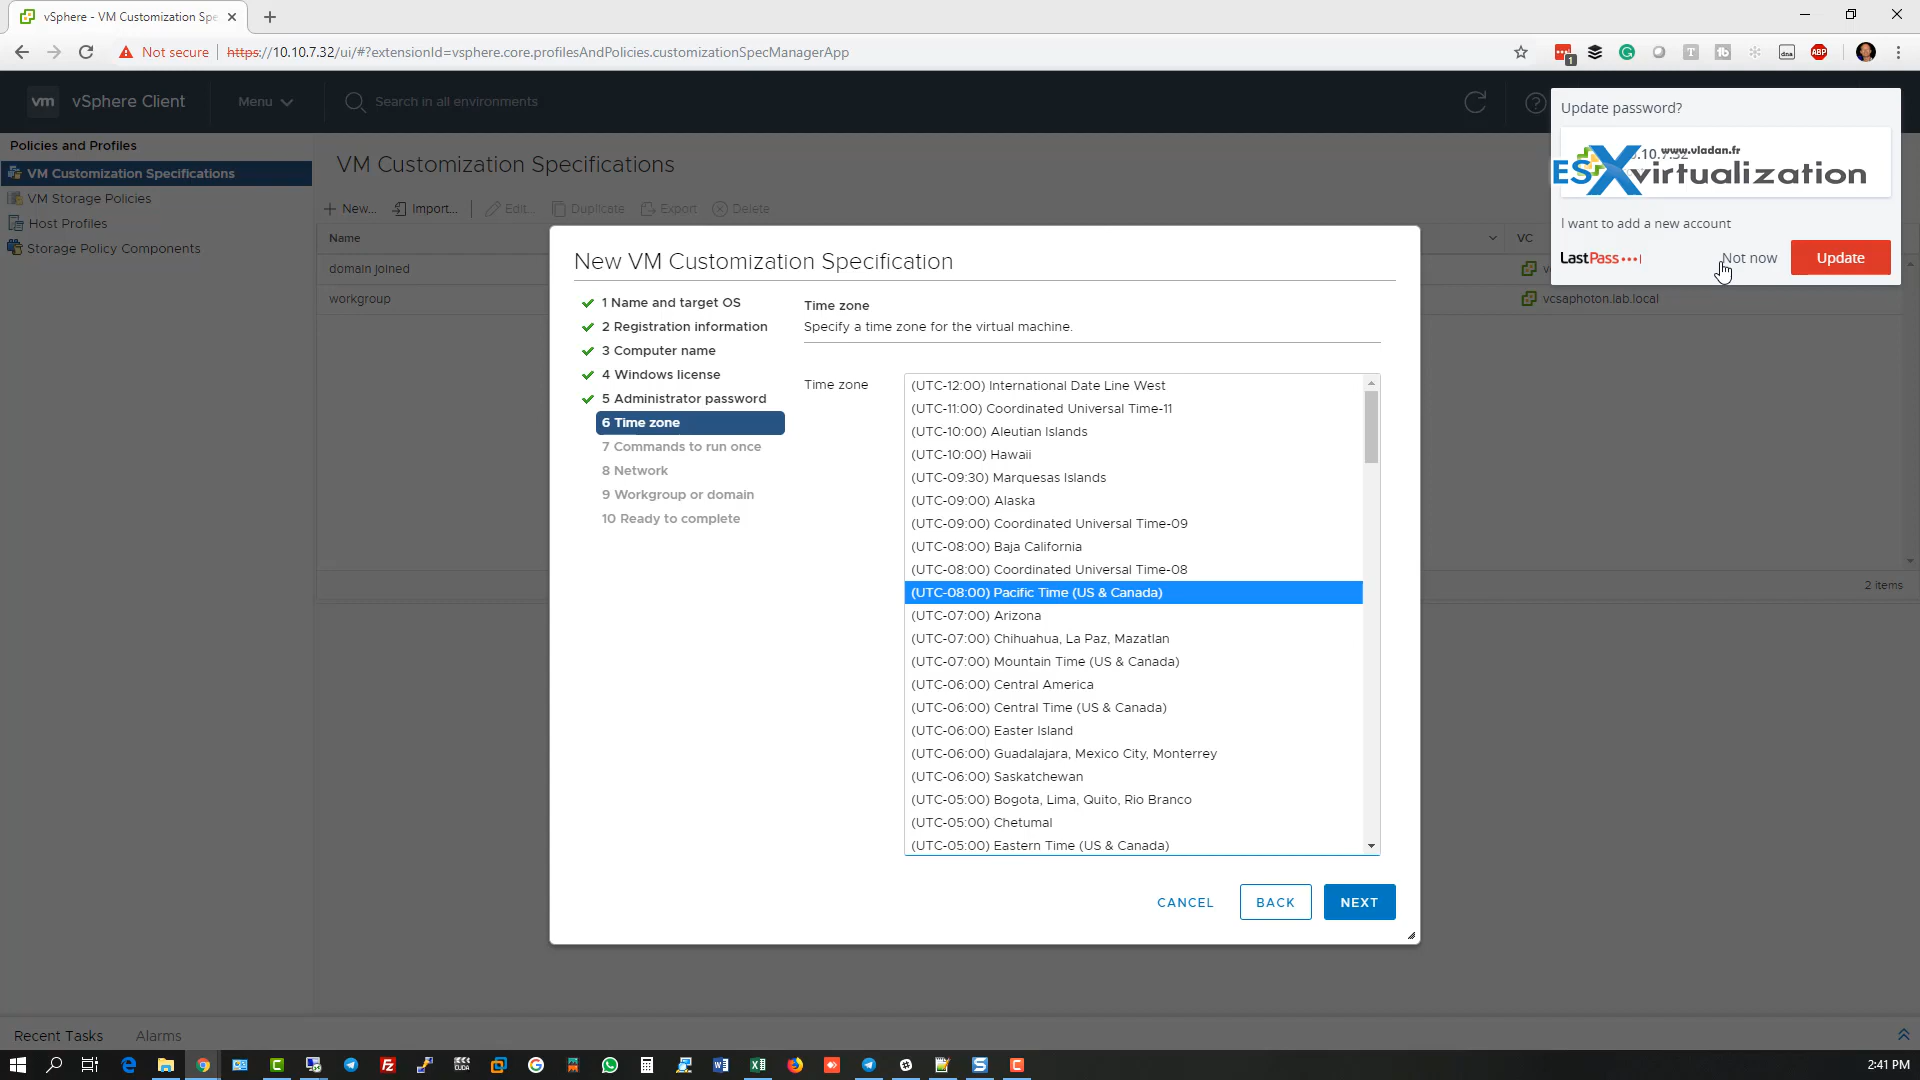 vSphere - VM Customization Spe
Not secure
https://10.10.7.32/ui/#?extensionId=vsphere.core.profilesAndPolicies.customizationSpecManagerApp
1
T
fb
dna
ABP
vm
vSphere Client
Menu
Search in all environments
?
Update password?
www.vladan.fr
.10.7.32
ESXvirtualization
I want to add a new account
LastPass
Not now
Update
Policies and Profiles
VM Customization Specifications
VM Storage Policies
Host Profiles
Storage Policy Components
VM Customization Specifications
New...
Import...
Edit...
Duplicate
Export
Delete
Name
VC
domain joined
workgroup
vcsaphoton.lab.local
2 items
New VM Customization Specification
1 Name and target OS
2 Registration information
3 Computer name
4 Windows license
5 Administrator password
6 Time zone
7 Commands to run once
8 Network
9 Workgroup or domain
10 Ready to complete
Time zone
Specify a time zone for the virtual machine.
Time zone
(UTC-12:00) International Date Line West
(UTC-11:00) Coordinated Universal Time-11
(UTC-10:00) Aleutian Islands
(UTC-10:00) Hawaii
(UTC-09:30) Marquesas Islands
(UTC-09:00) Alaska
(UTC-09:00) Coordinated Universal Time-09
(UTC-08:00) Baja California
(UTC-08:00) Coordinated Universal Time-08
(UTC-08:00) Pacific Time (US & Canada)
(UTC-07:00) Arizona
(UTC-07:00) Chihuahua, La Paz, Mazatlan
(UTC-07:00) Mountain Time (US & Canada)
(UTC-06:00) Central America
(UTC-06:00) Central Time (US & Canada)
(UTC-06:00) Easter Island
(UTC-06:00) Guadalajara, Mexico City, Monterrey
(UTC-06:00) Saskatchewan
(UTC-05:00) Bogota, Lima, Quito, Rio Branco
(UTC-05:00) Chetumal
(UTC-05:00) Eastern Time (US & Canada)
CANCEL
BACK
NEXT
Recent Tasks
Alarms
2:41 PM